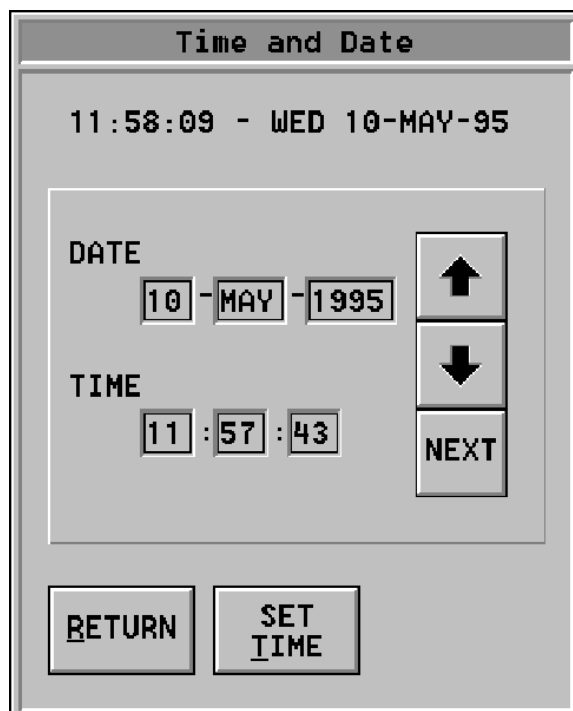 Time and Date
11:58:09 - WED 10-MAY-95
DATE
10 - MAY - 1995
TIME
11 : 57 : 43
NEXT
RETURN
SET
TIME